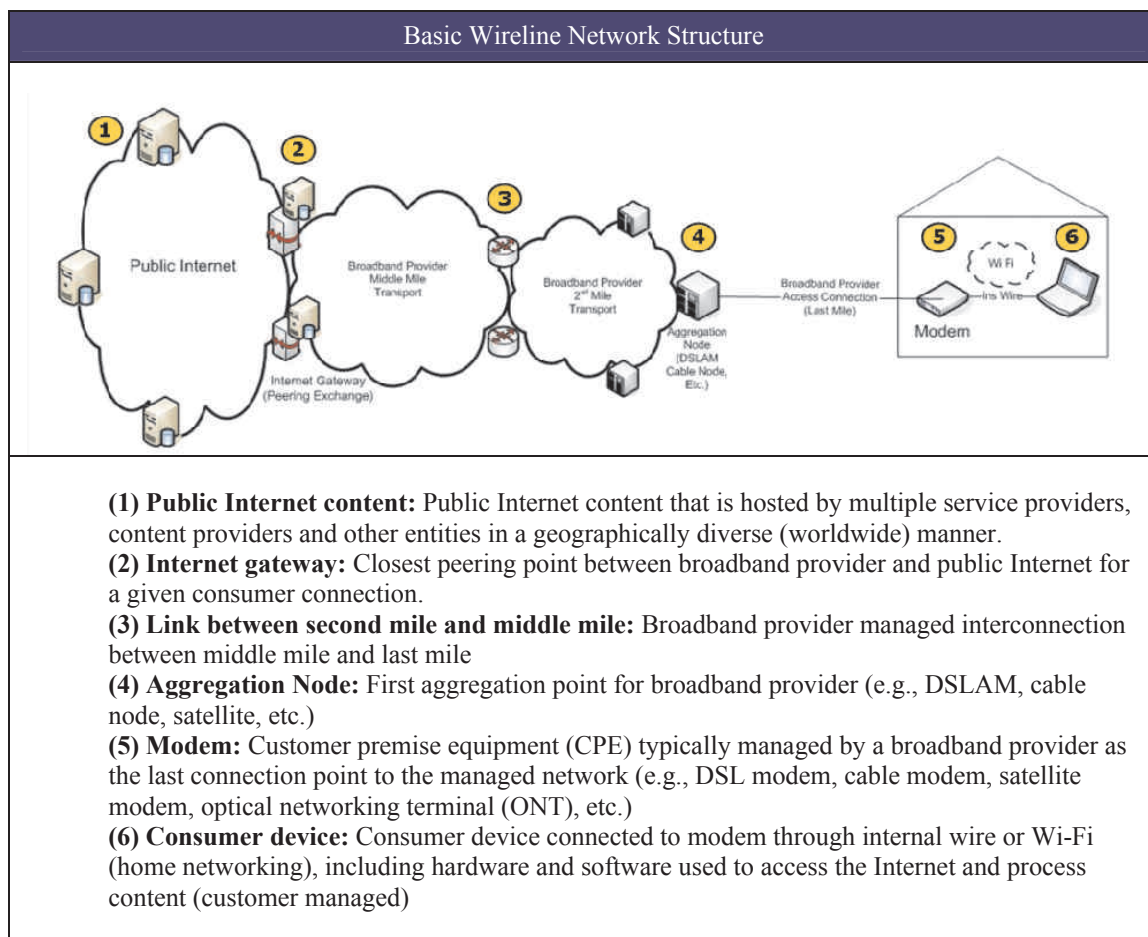 Basic Wireline Network Structure
1
2
3
4
5
6
Public Internet
Internet Gateway
(Peering Exchange)
Broadband Provider
Middle Mile
Transport
Broadband Provider
2nd Mile
Transport
Aggregation
Node
(DSLAM
Cable Node,
Etc.)
Broadband Provider
Access Connection
(Last Mile)
Wi Fi
Ins Wire
Modem
(1) Public Internet content: Public Internet content that is hosted by multiple service providers,
content providers and other entities in a geographically diverse (worldwide) manner.
(2) Internet gateway: Closest peering point between broadband provider and public Internet for
a given consumer connection.
(3) Link between second mile and middle mile: Broadband provider managed interconnection
between middle mile and last mile
(4) Aggregation Node: First aggregation point for broadband provider (e.g., DSLAM, cable
node, satellite, etc.)
(5) Modem: Customer premise equipment (CPE) typically managed by a broadband provider as
the last connection point to the managed network (e.g., DSL modem, cable modem, satellite
modem, optical networking terminal (ONT), etc.)
(6) Consumer device: Consumer device connected to modem through internal wire or Wi-Fi
(home networking), including hardware and software used to access the Internet and process
content (customer managed)